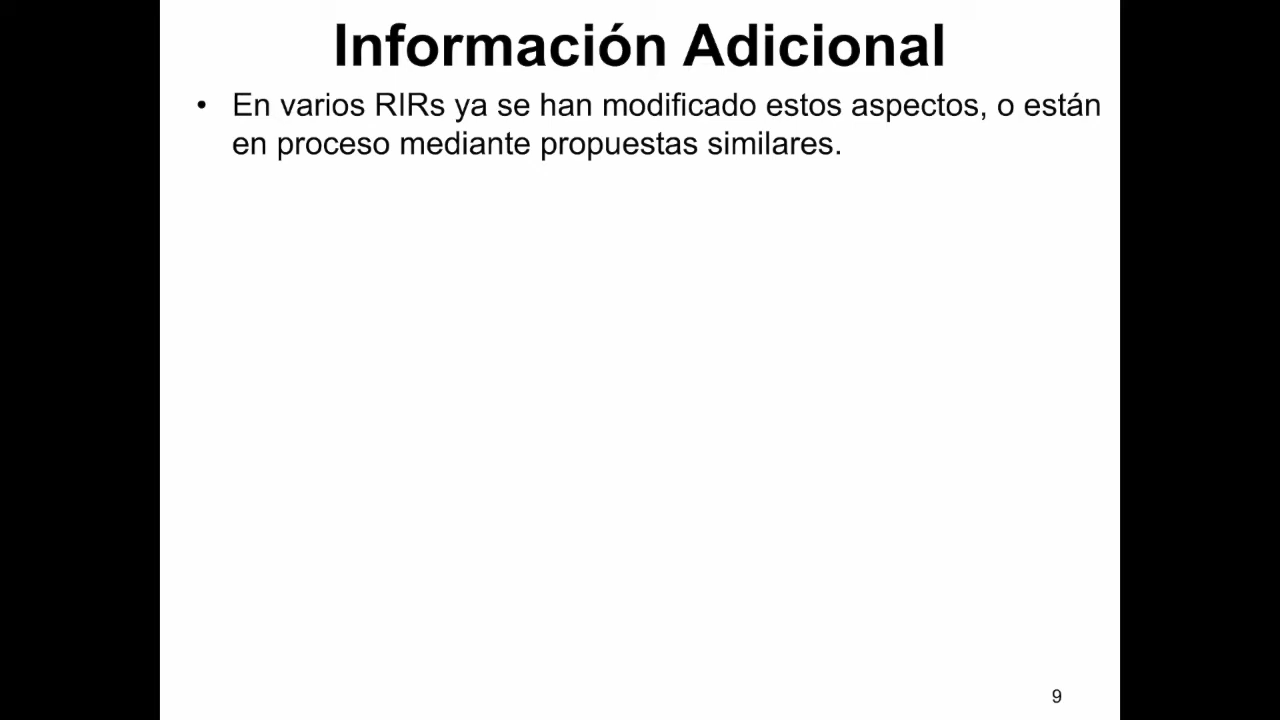 Información Adicional
• En varios RIRs ya se han modificado estos aspectos, o están
en proceso mediante propuestas similares.
9